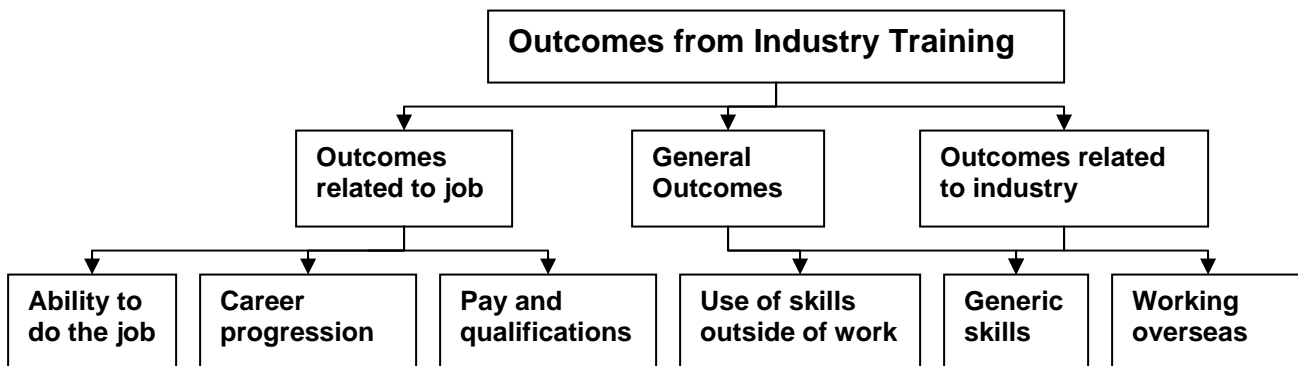 Outcomes from Industry Training
Outcomes
related to job
General
Outcomes
Outcomes related
to industry
Ability to
do the job
Career
progression
Pay and
qualifications
Use of skills
outside of work
Generic
skills
Working
overseas